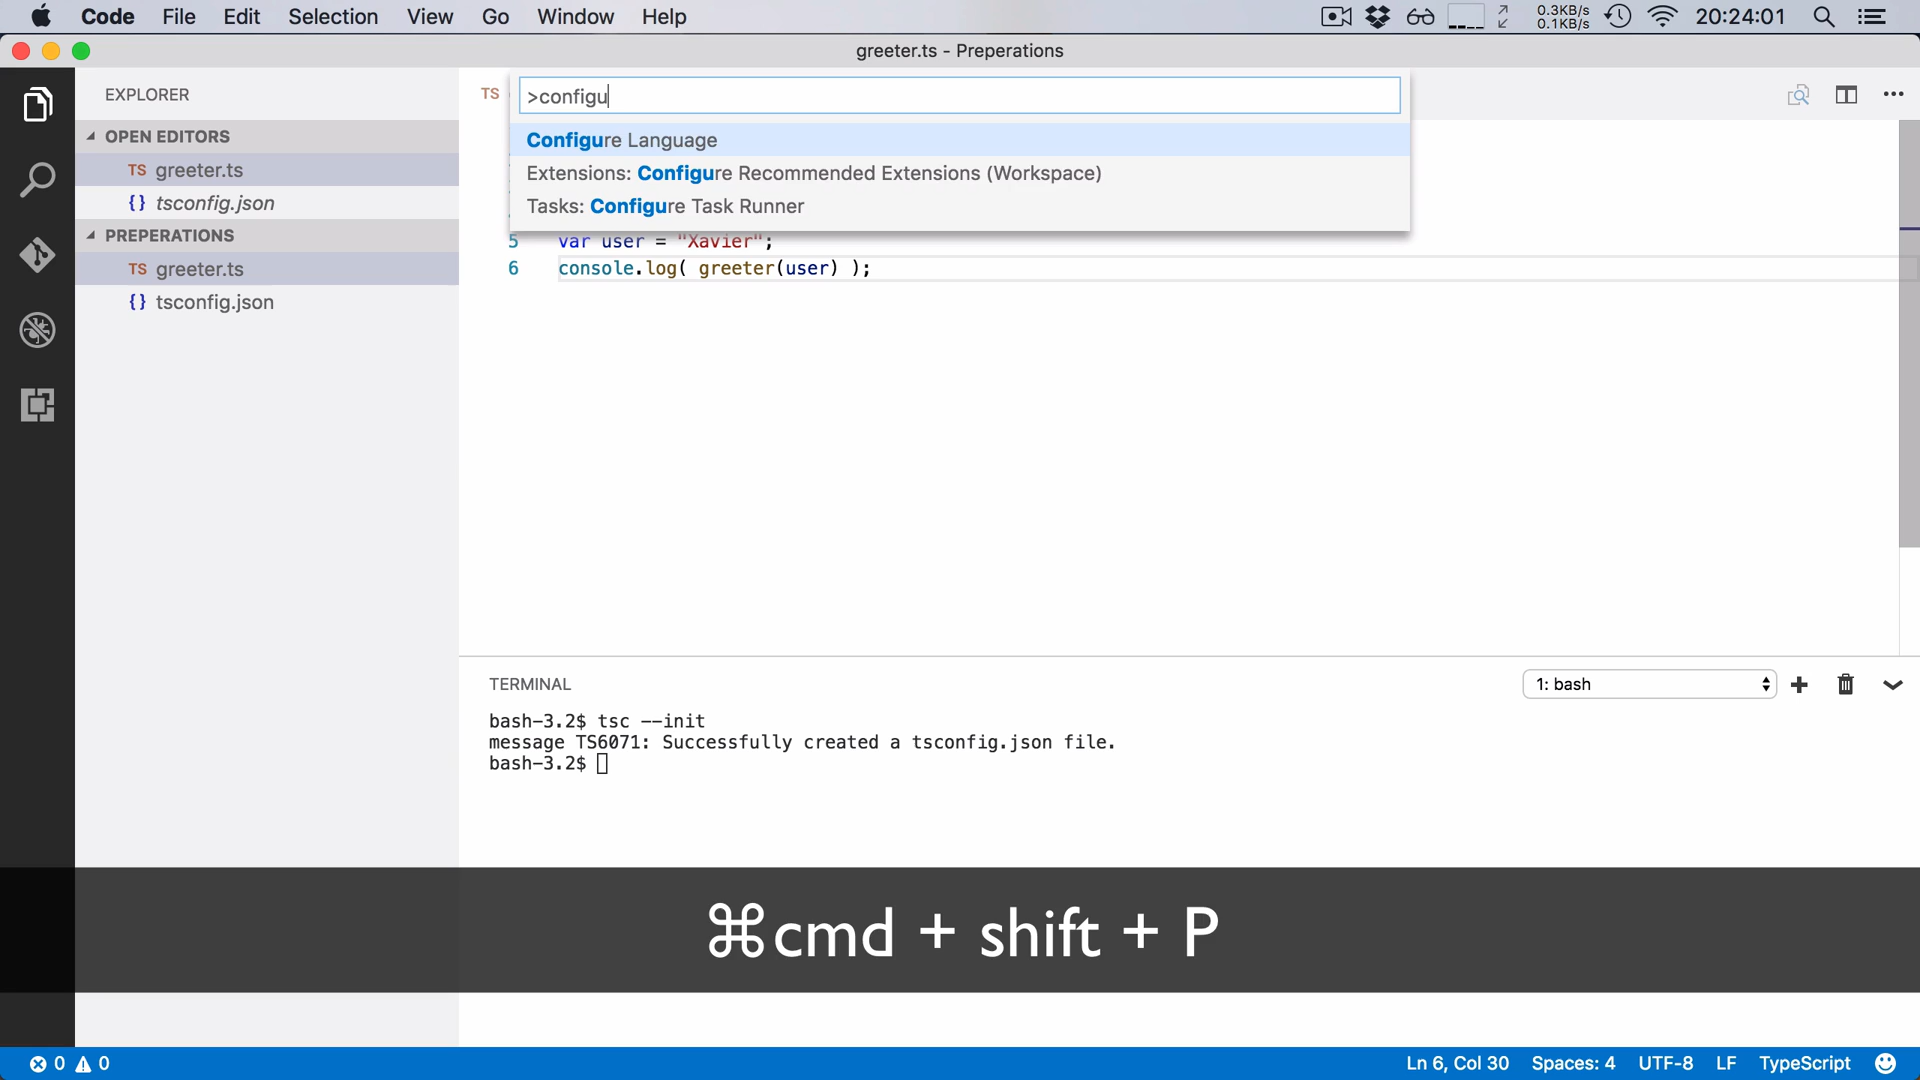 Code File Edit Selection View Go Window Help 0.3KB/s 0.1KB/s 20:24:01
greeter.ts - Preperations
EXPLORER
OPEN EDITORS
TS greeter.ts
{} tsconfig.json
PREPERATIONS
TS greeter.ts
{} tsconfig.json
TS
>configu
Configure Language
Extensions: Configure Recommended Extensions (Workspace)
Tasks: Configure Task Runner
5 var user = "Xavier";
6 console.log( greeter(user) );
TERMINAL 1: bash
bash-3.2$ tsc --init
message TS6071: Successfully created a tsconfig.json file.
bash-3.2$
⌘cmd + shift + P
0 0 Ln 6, Col 30 Spaces: 4 UTF-8 LF TypeScript